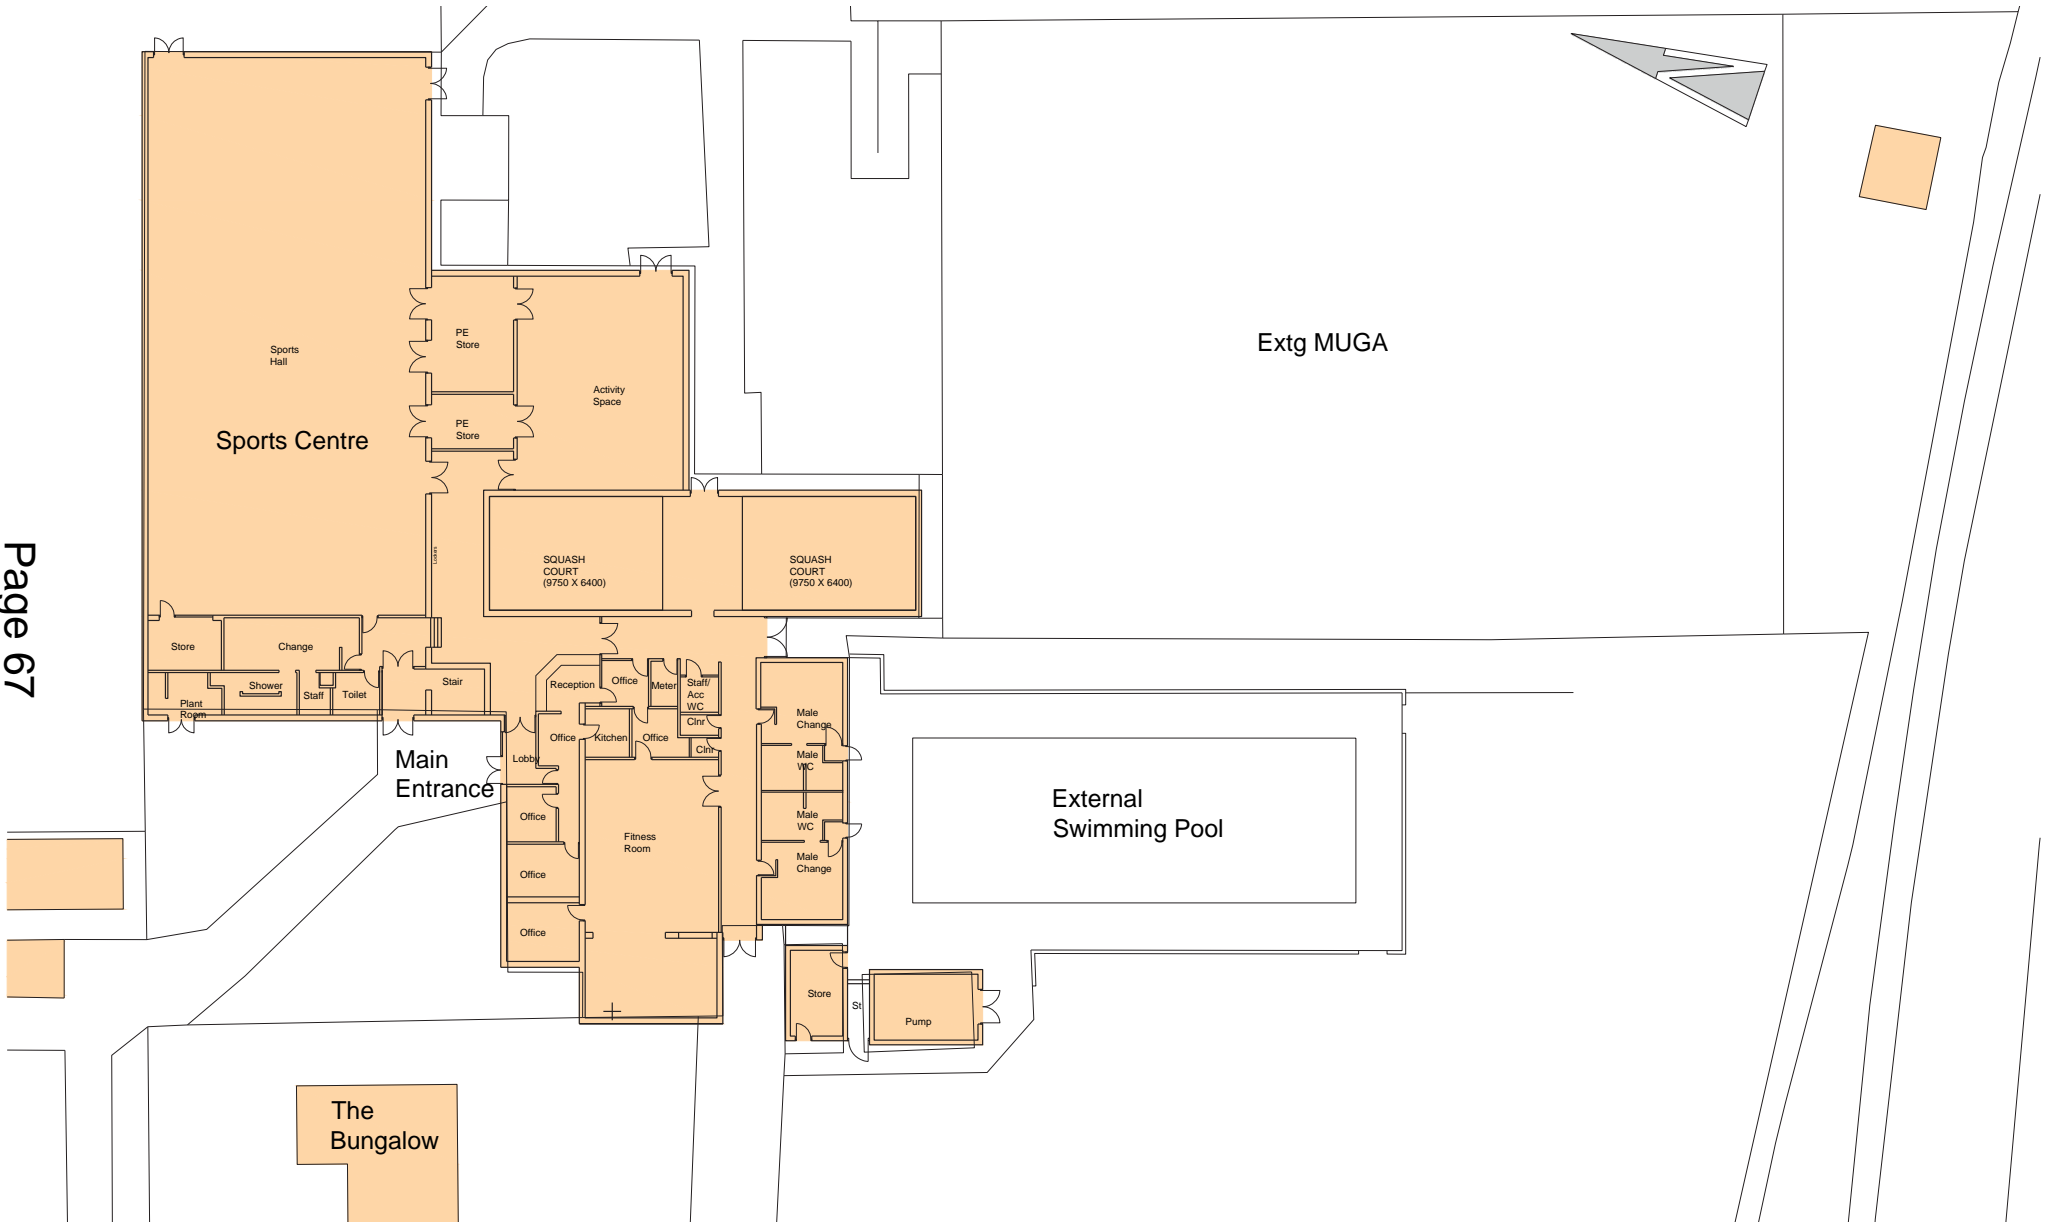 Extg MUGA
PE
Store
Sports
Hall
Activity
Space
PE
Store
Sports Centre
Page 67
Lockers
SQUASH
COURT
(9750 X 6400)
SQUASH
COURT
(9750 X 6400)
Store
Change
Shower
Staff
Toilet
Stair
Plant
Room
Reception
Office
Meter
Staff/
Acc
WC
Clnr
Office
Kitchen
Office
Clnr
Lobby
Main
Entrance
Male
Change
Male
WC
Male
WC
Male
Change
External
Swimming Pool
Office
Fitness
Room
Office
Office
Store
St
Pump
The
Bungalow